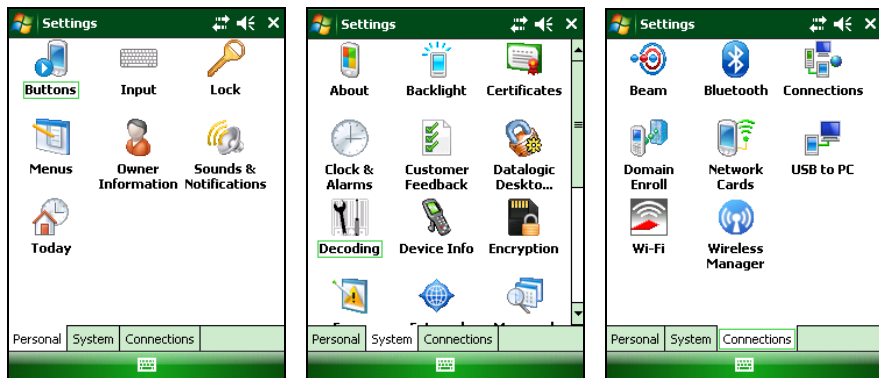 Settings
Buttons Input Lock
Menus Owner Information Sounds & Notifications
Today
Personal System Connections
Settings
About Backlight Certificates
Clock & Alarms Customer Feedback Datalogic Deskto...
Decoding Device Info Encryption
Personal System Connections
Settings
Beam Bluetooth Connections
Domain Enroll Network Cards USB to PC
Wi-Fi Wireless Manager
Personal System Connections